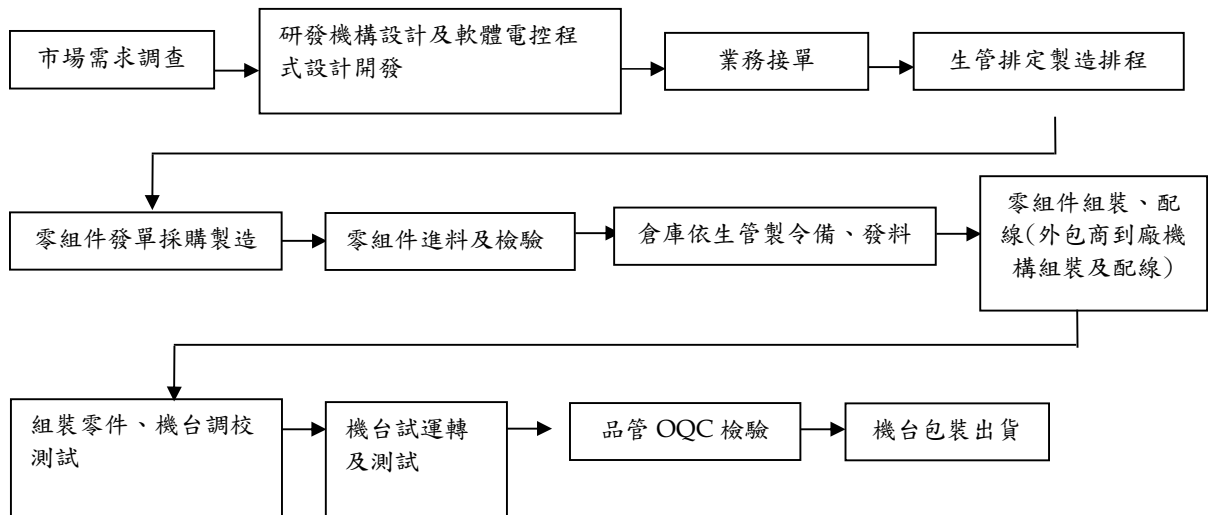 市場需求調查
研發機構設計及軟體電控程
式設計開發
業務接單
生管排定製造排程
零組件發單採購製造
零組件進料及檢驗
倉庫依生管製令備、發料
零組件組裝、配
線(外包商到廠機
構組裝及配線)
組裝零件、機台調校
測試
機台試運轉
及測試
品管 OQC 檢驗
機台包裝出貨